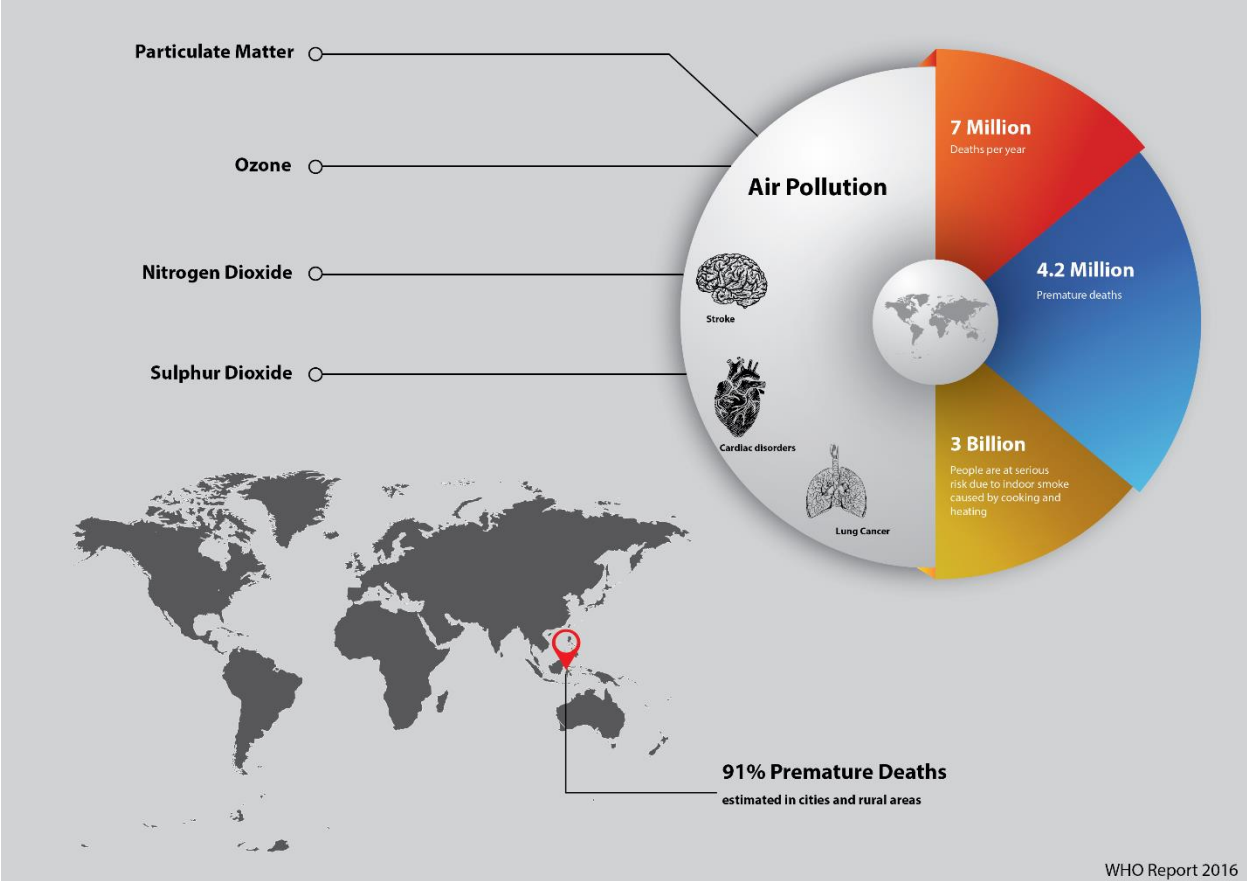 Particulate Matter
Ozone
Nitrogen Dioxide
Sulphur Dioxide
Air Pollution
Stroke
Cardiac disorders
Lung Cancer
7 Million
Deaths per year
4.2 Million
Premature deaths
3 Billion
People are at serious
risk due to indoor smoke
caused by cooking and
heating
91% Premature Deaths
estimated in cities and rural areas
WHO Report 2016